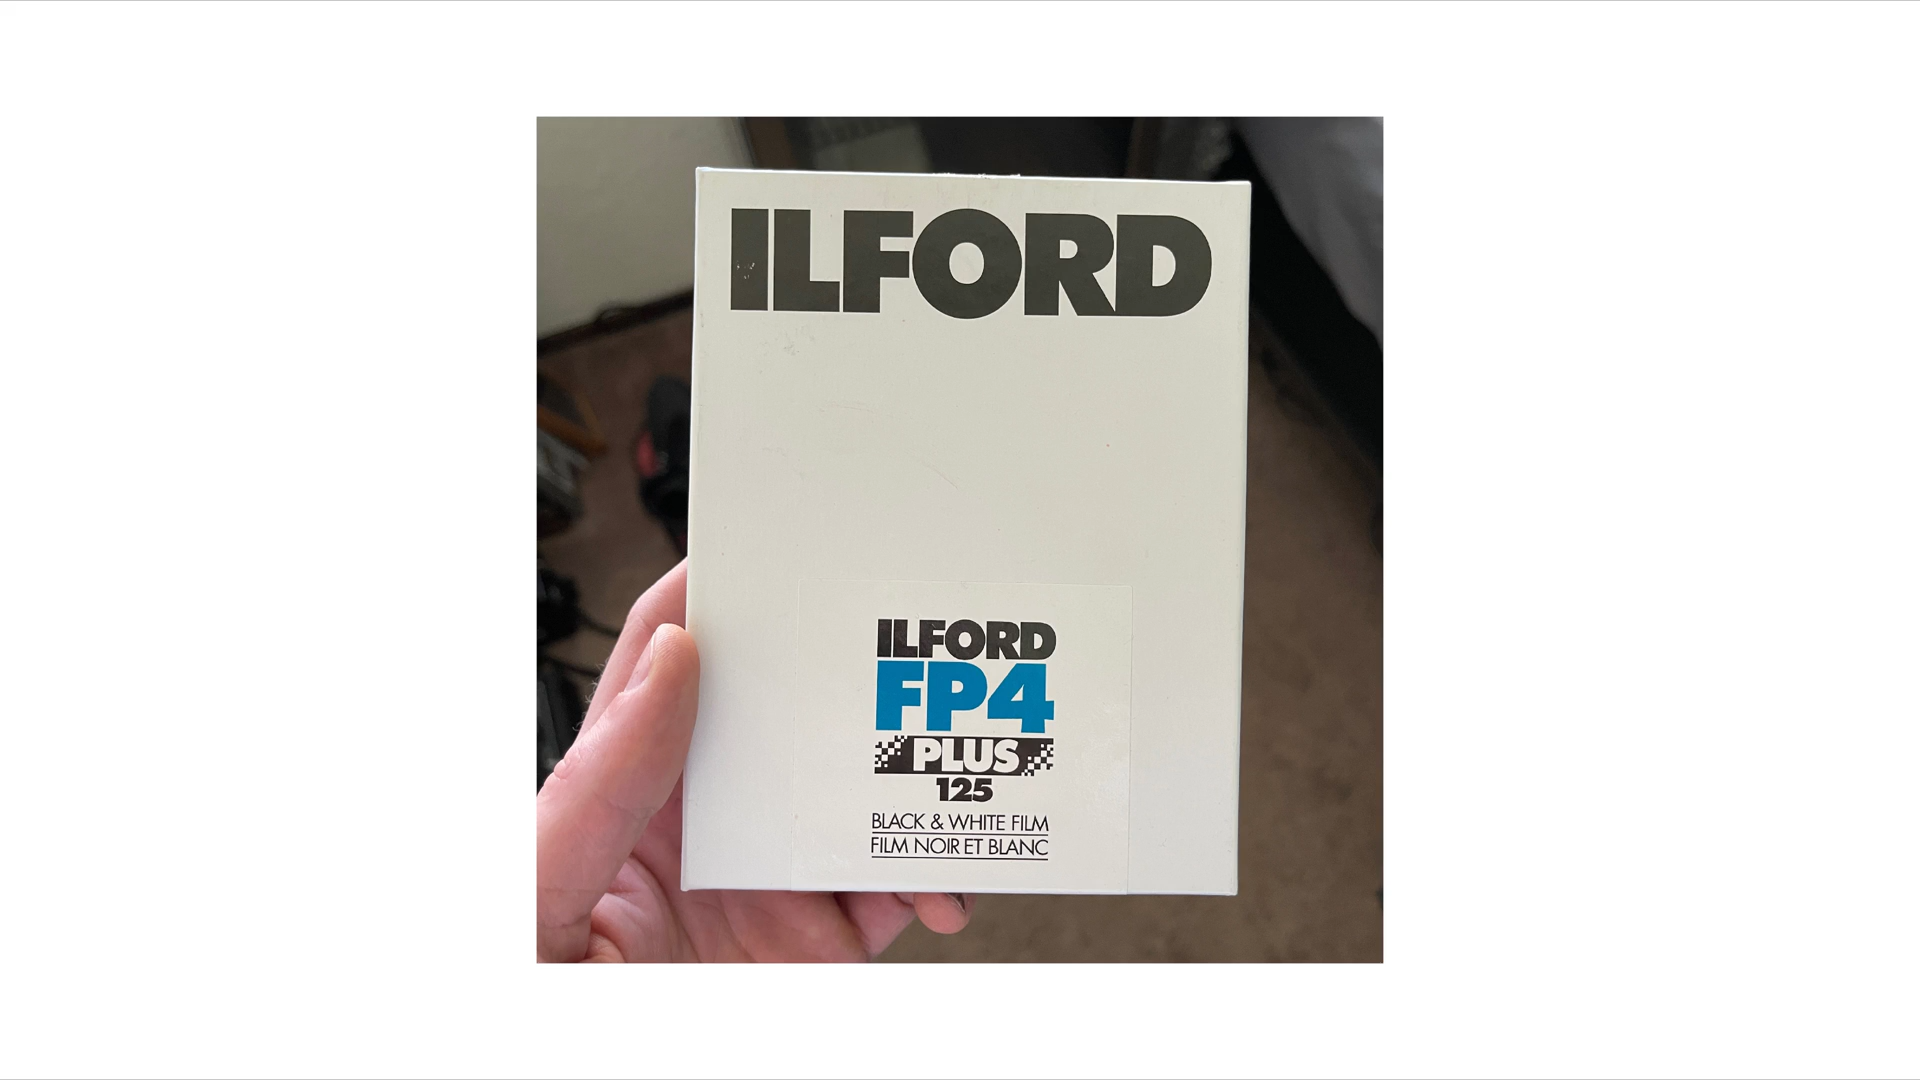 ILFORD
ILFORD
FP4
PLUS
125
BLACK & WHITE FILM
FILM NOIR ET BLANC